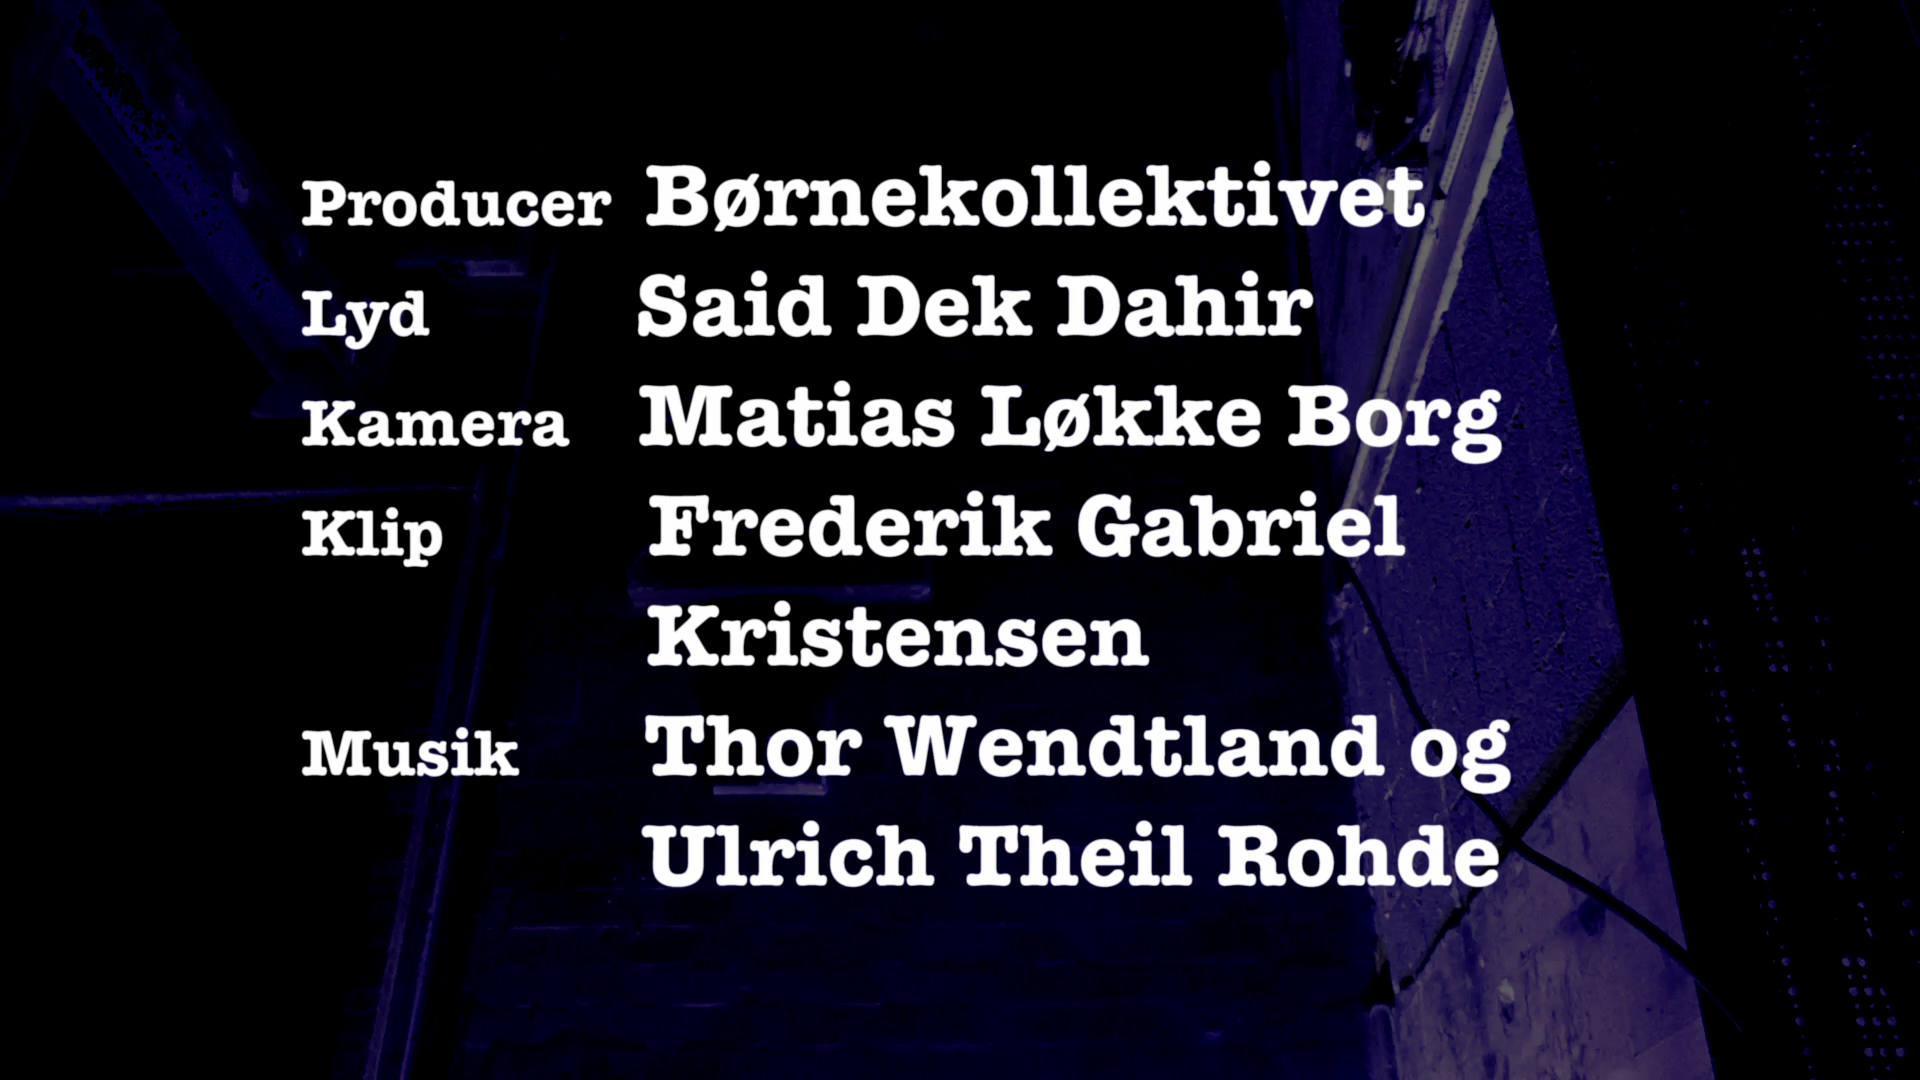 Producer Børnekollektivet
Lyd Said Dek Dahir
Kamera Matias Løkke Borg
Klip Frederik Gabriel
Kristensen
Musik Thor Wendtland og
Ulrich Theil Rohde